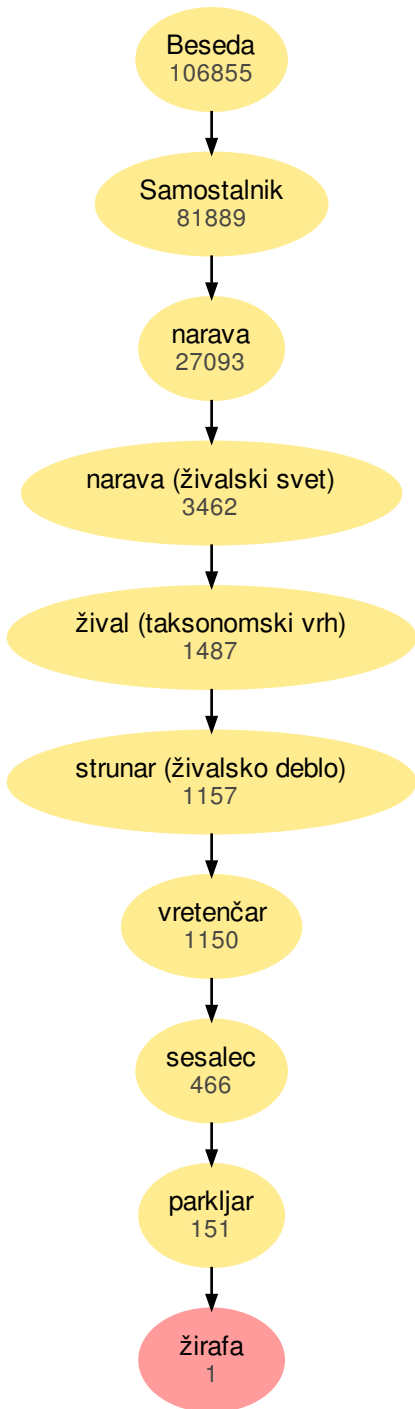 Beseda
106855
Samostalnik
81889
narava
27093
narava (živalski svet)
3462
žival (taksonomski vrh)
1487
strunar (živalsko deblo)
1157
vretenčar
1150
sesalec
466
parkljar
151
žirafa
1